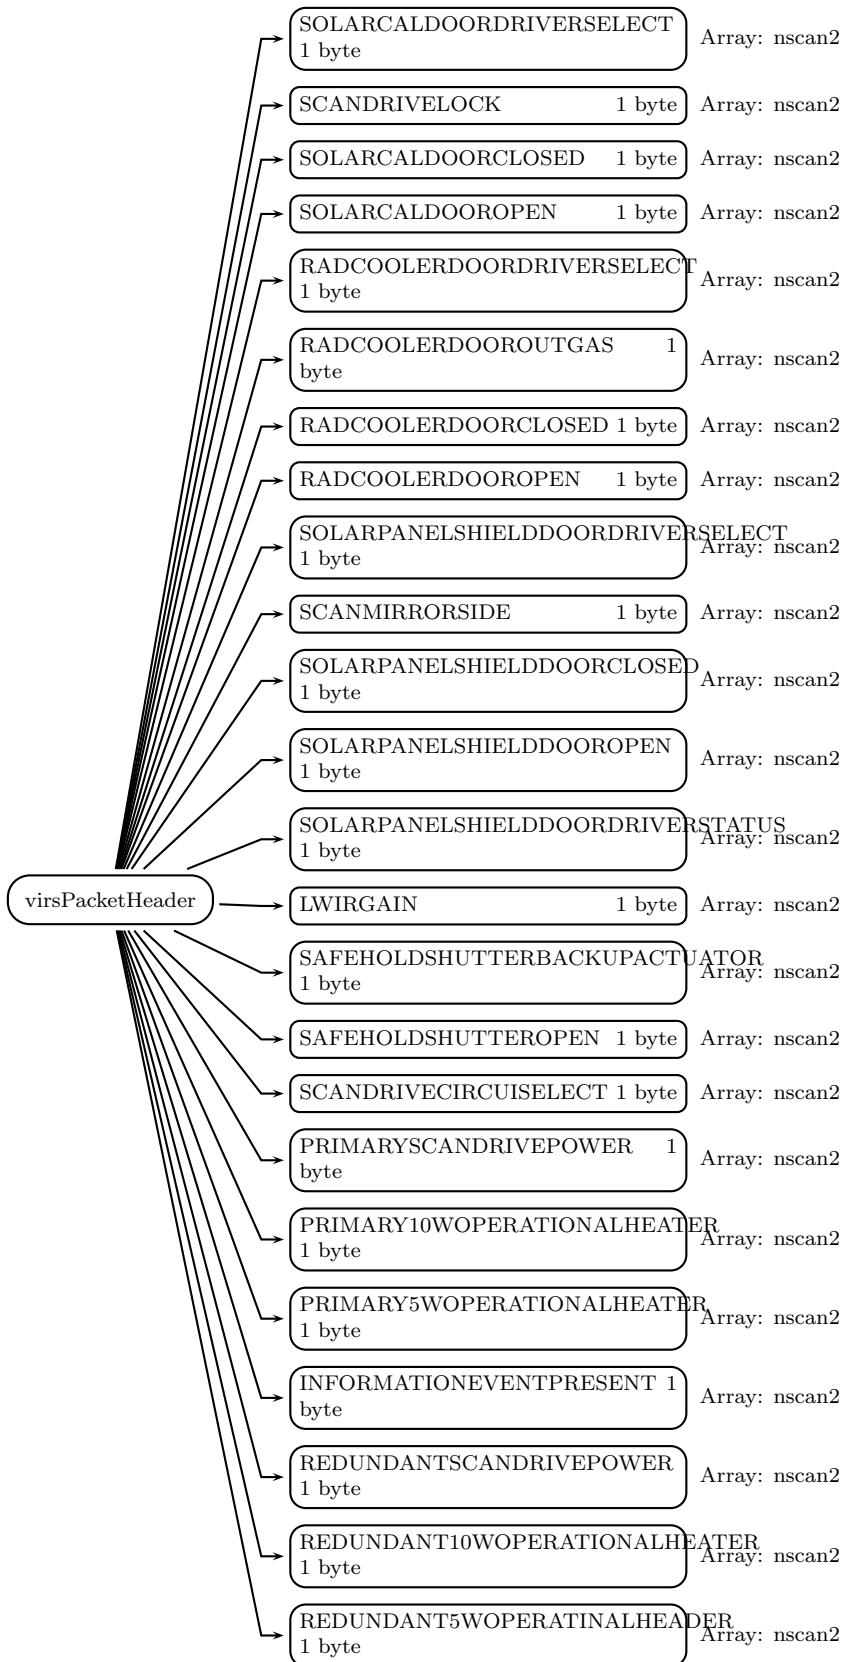 SOLARCALDOORDRIVERSELECT
1 byte
Array: nscan2
SCANDRIVELOCK 1 byte Array: nscan2
SOLARCALDOORCLOSED 1 byte Array: nscan2
SOLARCALDOOROPEN 1 byte Array: nscan2
RADCOOLERDOORDRIVERSELECT
1 byte
Array: nscan2
RADCOOLERDOOROUTGAS 1
byte
Array: nscan2
RADCOOLERDOORCLOSED 1 byte Array: nscan2
RADCOOLERDOOROPEN 1 byte Array: nscan2
SOLARPANELSHIELDDOORDRIVERSELECT
1 byte
Array: nscan2
SCANMIRRORSIDE 1 byte Array: nscan2
SOLARPANELSHIELDDOORCLOSED
1 byte
Array: nscan2
SOLARPANELSHIELDDOOROPEN
1 byte
Array: nscan2
SOLARPANELSHIELDDOORDRIVERSTATUS
1 byte
Array: nscan2
virsPacketHeader
LWIRGAIN 1 byte Array: nscan2
SAFEHOLDSHUTTERBACKUPACTUATOR
1 byte
Array: nscan2
SAFEHOLDSHUTTEROPEN 1 byte Array: nscan2
SCANDRIVECIRCUISELECT 1 byte Array: nscan2
PRIMARYSCANDRIVEPOWER 1
byte
Array: nscan2
PRIMARY10WOPERATIONALHEATER
1 byte
Array: nscan2
PRIMARY5WOPERATIONALHEATER
1 byte
Array: nscan2
INFORMATIONEVENTPRESENT 1
byte
Array: nscan2
REDUNDANTSCANDRIVEPOWER
1 byte
Array: nscan2
REDUNDANT10WOPERATIONALHEATER
1 byte
Array: nscan2
REDUNDANT5WOPERATINALHEADER
1 byte
Array: nscan2